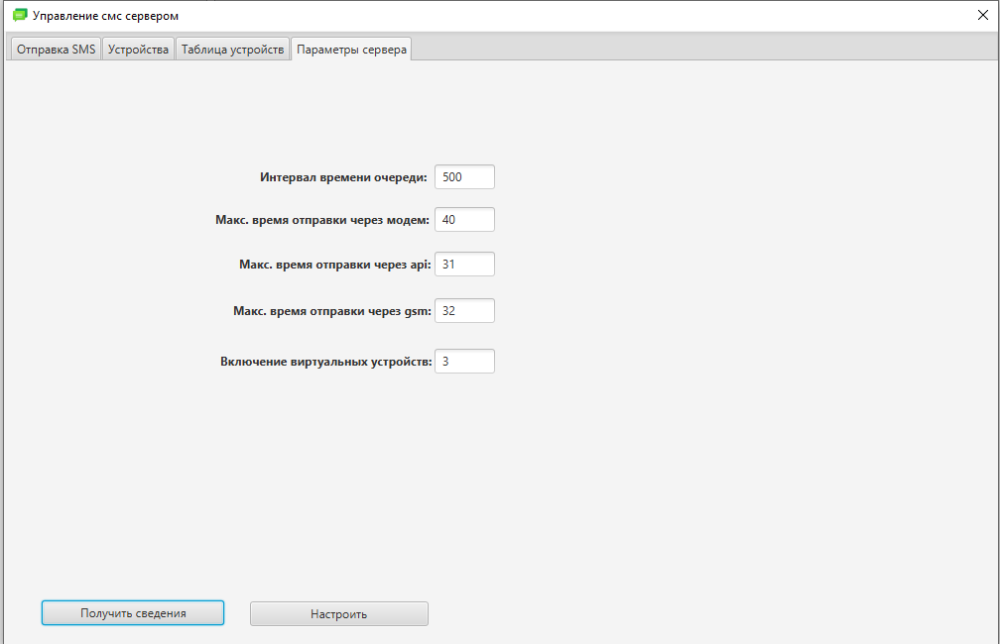 Управление смс сервером
Отправка SMS Устройства Таблица устройств Параметры сервера
Интервал времени очереди: 500
Макс. время отправки через модем: 40
Макс. время отправки через api: 31
Макс. время отправки через gsm: 32
Включение виртуальных устройств: 3
Получить сведения Настроить